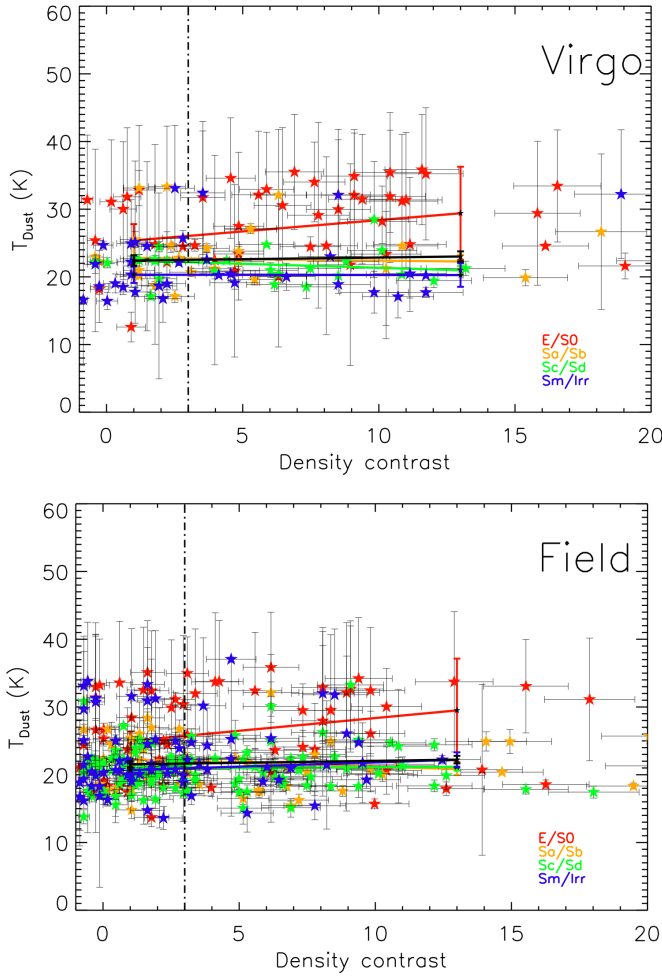 Virgo
60
50
40
30
20
10
0
T_Dust (K)
E/S0
Sa/Sb
Sc/Sd
Sm/Irr
0 5 10 15 20
Density contrast
Field
60
50
40
30
20
10
0
T_Dust (K)
E/S0
Sa/Sb
Sc/Sd
Sm/Irr
0 5 10 15 20
Density contrast